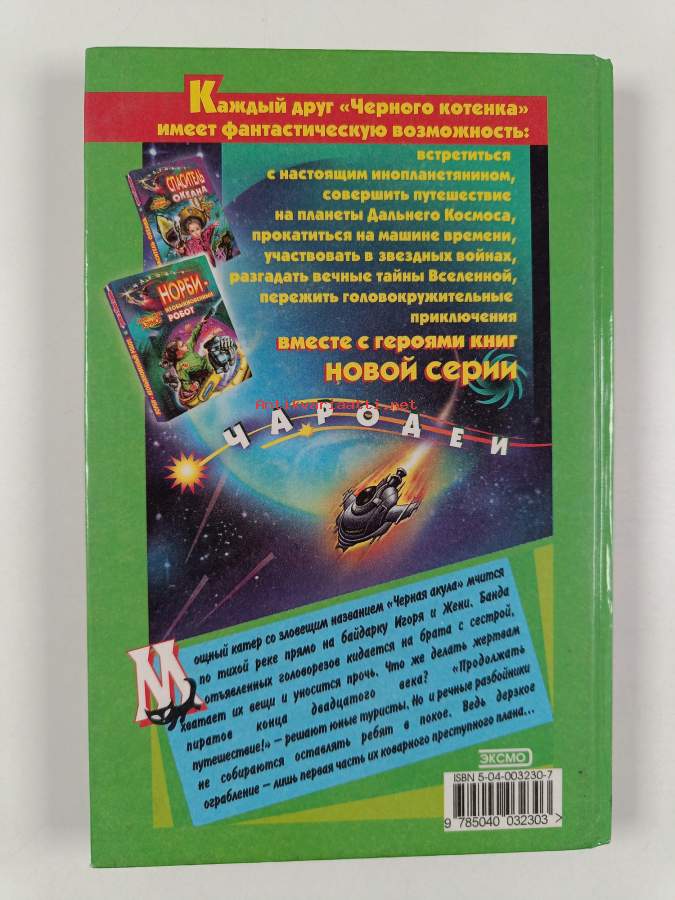 Каждый друг «Черного котенка»
имеет фантастическую возможность:
встретиться
с настоящим инопланетянином,
совершить путешествие
на планеты Дальнего Космоса,
прокатиться на машине времени,
участвовать в звездных войнах,
разгадать вечные тайны Вселенной,
пережить головокружительные
приключения
вместе с героями книг
новой серии
ЧАРОДЕИ
СПАСИТЕЛЬ
ОКЕАНА
НОРБИ -
НЕОБЫКНОВЕННЫЙ
РОБОТ
Antikvariaatti.net
Мощный катер со зловещим названием «Черная акула» мчится
по тихой реке прямо на байдарку Игоря и Жени. Банда
отъявленных головорезов кидается на брата с сестрой,
хватает их вещи и уносится прочь. Что же делать жертвам
пиратов конца двадцатого века? «Продолжать
путешествие!» — решают юные туристы. Но и речные разбойники
не собираются оставлять ребят в покое. Ведь дерзкое
ограбление — лишь первая часть их коварного преступного плана...
ЭКСМО
ISBN 5-04-003230-7
9 785040 032303 >